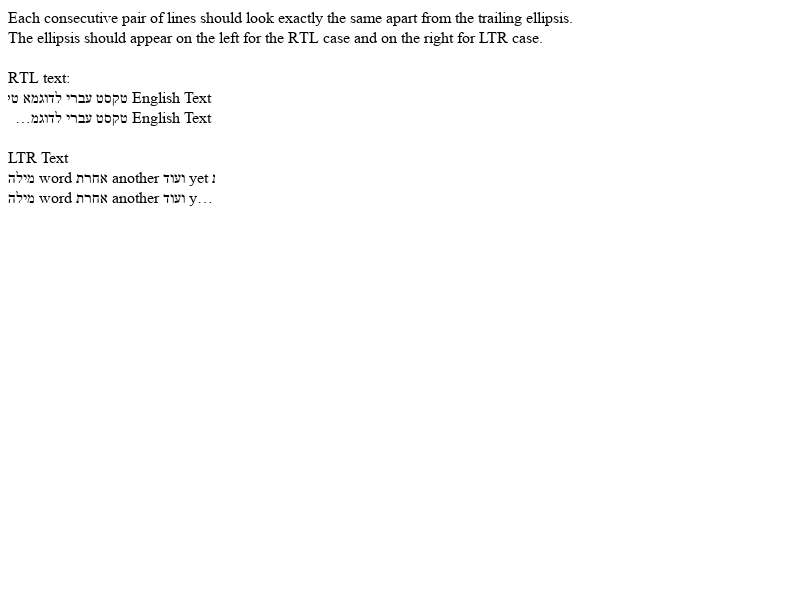 Each consecutive pair of lines should look exactly the same apart from the trailing ellipsis.
The ellipsis should appear on the left for the RTL case and on the right for LTR case.
RTL text:
English Text טקסט עברי לדוגמא
English Text טקסט עברי לדוגמ…
LTR Text
מילה word אחרת another ועוד yet
מילה word אחרת another ועוד y…